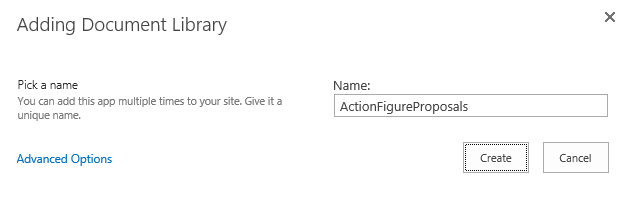 Adding Document Library
Pick a name
You can add this app multiple times to your site. Give it a
unique name.
Name:
ActionFigureProposals
Advanced Options
Create
Cancel